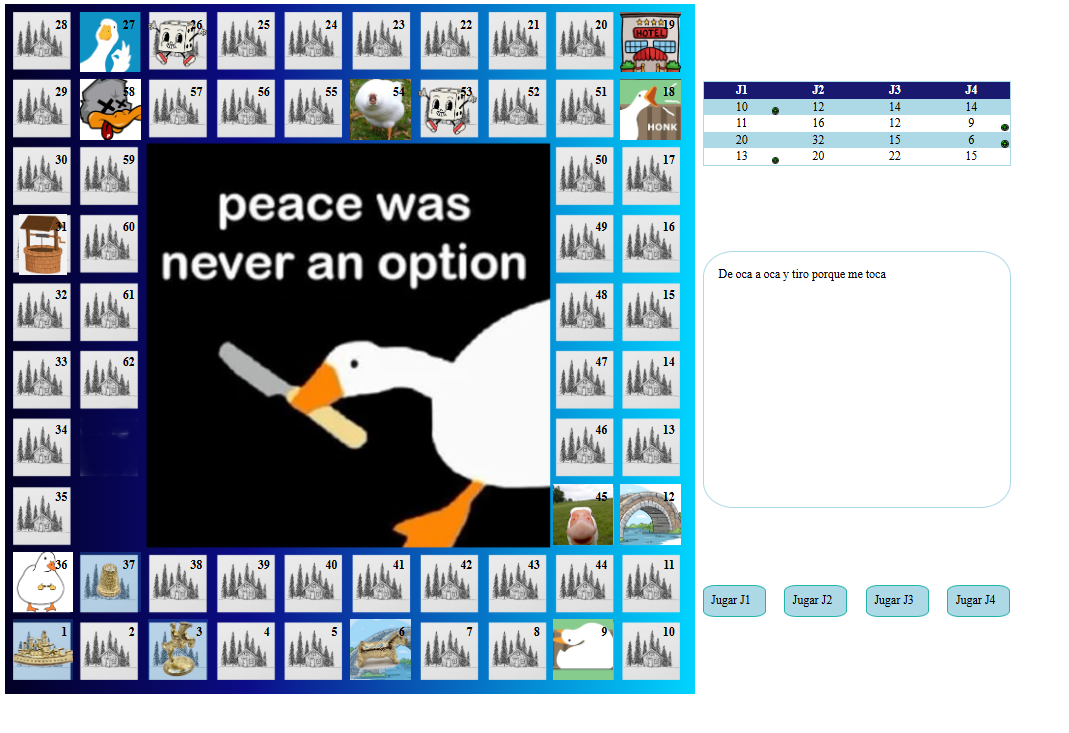 28 27 26 25 24 23 22 21 20 19
HOTEL
29 58 57 56 55 54 53 52 51 18
HONK
30 59 50 17
31 60 49 16
32 61 48 15
33 62 47 14
34 46 13
35 45 12
36 37 38 39 40 41 42 43 44 11
1 2 3 4 5 6 7 8 9 10
peace was
never an option
J1 J2 J3 J4
10 12 14 14
11 16 12 9
20 32 15 6
13 20 22 15
De oca a oca y tiro porque me toca
Jugar J1 Jugar J2 Jugar J3 Jugar J4